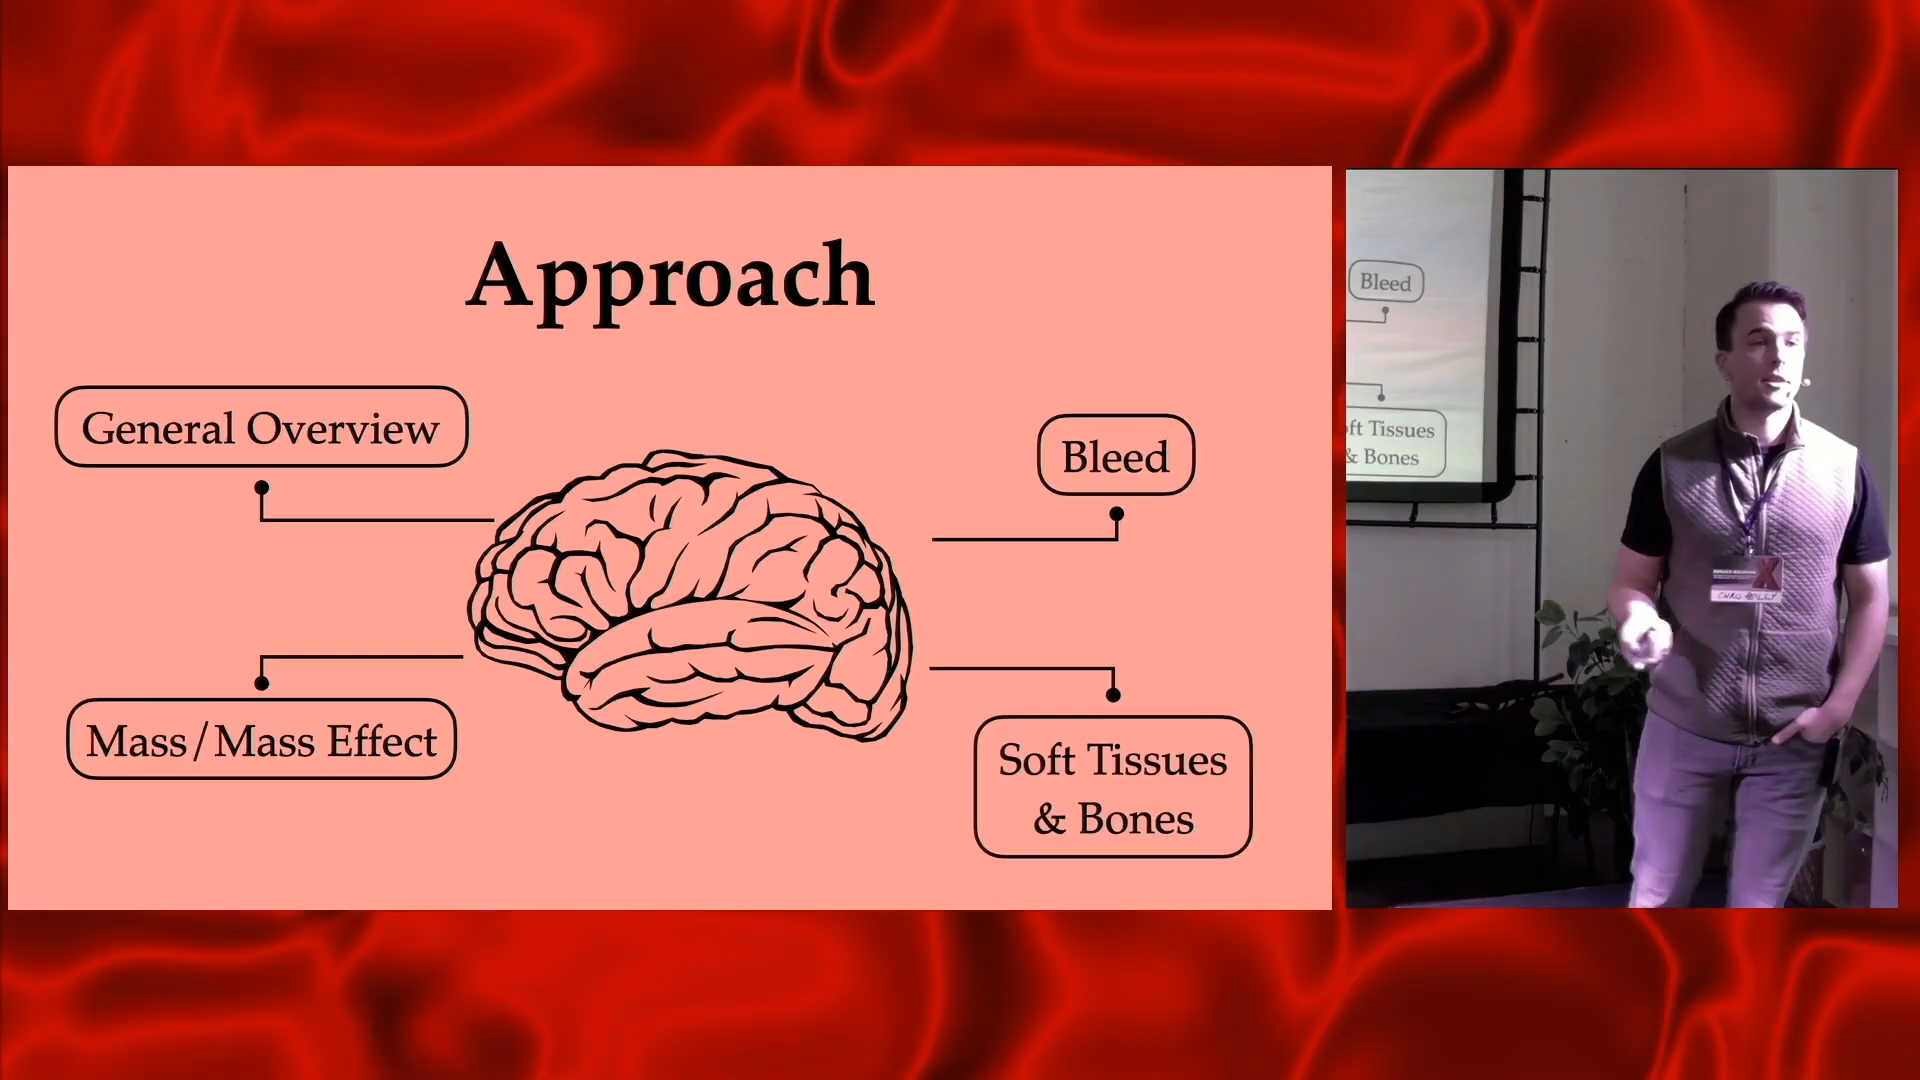 Approach
General Overview
Bleed
Mass/Mass Effect
Soft Tissues
& Bones
Bleed
ft Tissues
& Bones
X